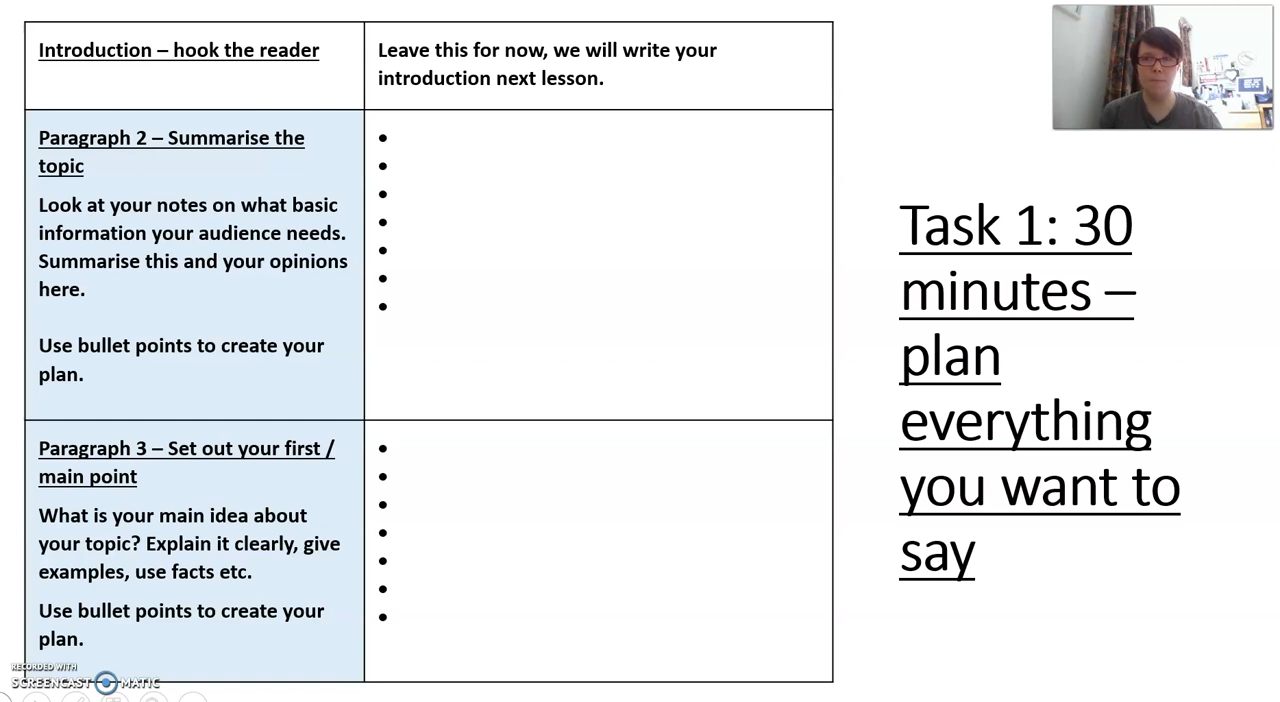 Introduction – hook the reader
Leave this for now, we will write your
introduction next lesson.
Paragraph 2 – Summarise the
topic
Look at your notes on what basic
information your audience needs.
Summarise this and your opinions
here.
Use bullet points to create your
plan.
Paragraph 3 – Set out your first /
main point
What is your main idea about
your topic? Explain it clearly, give
examples, use facts etc.
Use bullet points to create your
plan.
Task 1: 30
minutes –
plan
everything
you want to
say
RECORDED WITH
SCREENCAST MATIC